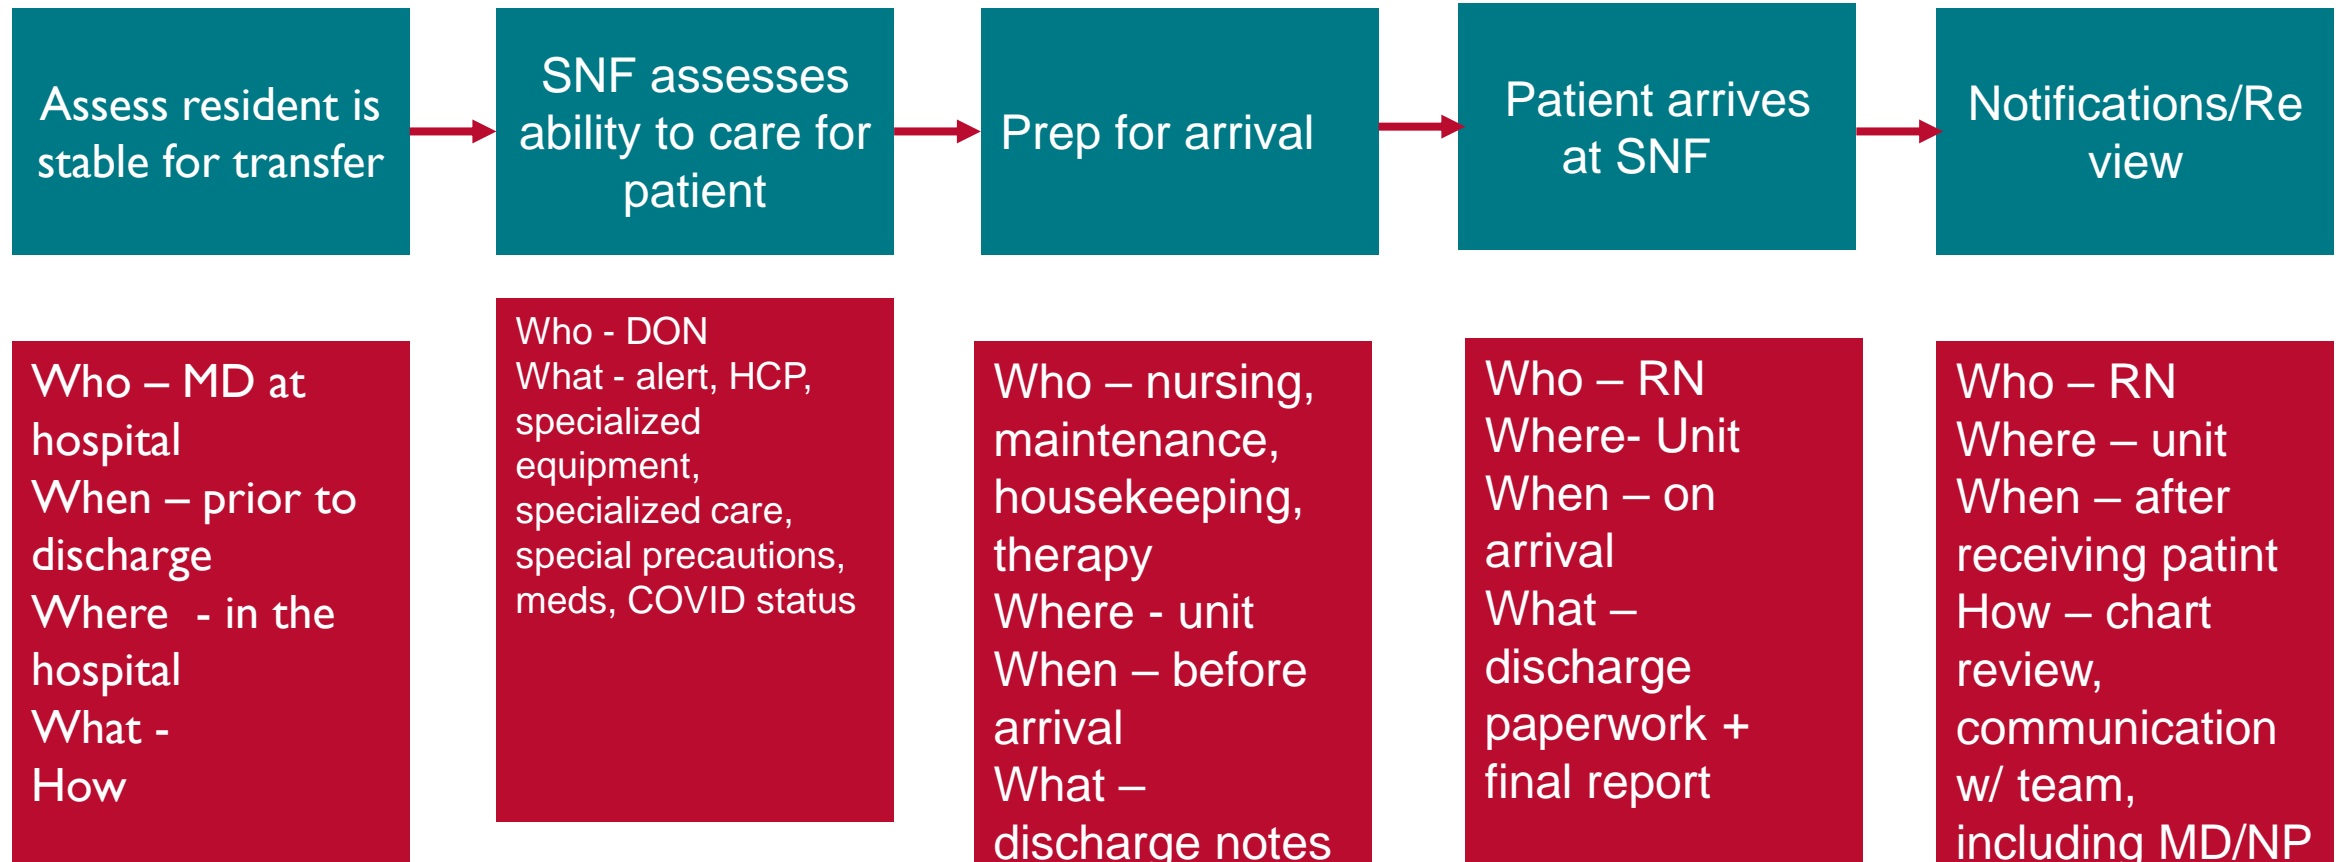 Assess resident is
stable for transfer
SNF assesses
ability to care for
patient
Prep for arrival
Patient arrives
at SNF
Notifications/Re
view
Who – MD at
hospital
When – prior to
discharge
Where - in the
hospital
What -
How
Who - DON
What - alert, HCP,
specialized
equipment,
specialized care,
special precautions,
meds, COVID status
Who – nursing,
maintenance,
housekeeping,
therapy
Where - unit
When – before
arrival
What –
discharge notes
Who – RN
Where- Unit
When – on
arrival
What –
discharge
paperwork +
final report
Who – RN
Where – unit
When – after
receiving patint
How – chart
review,
communication
w/ team,
including MD/NP